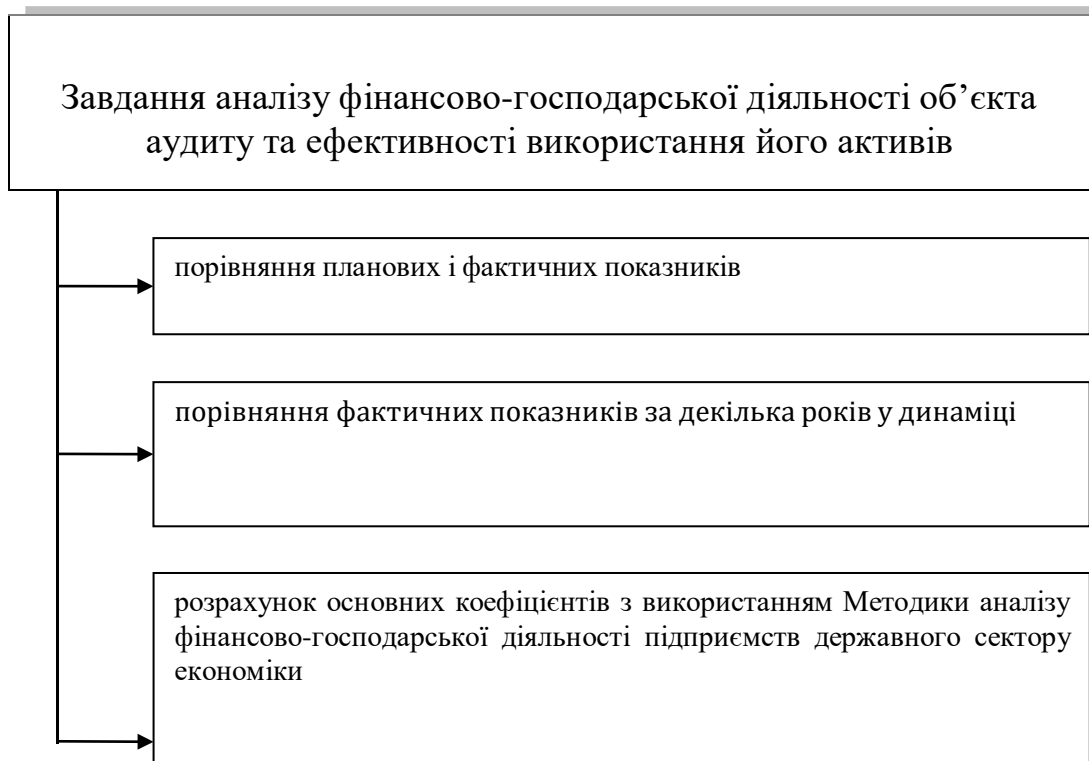 Завдання аналізу фінансово-господарської діяльності об’єкта
аудиту та ефективності використання його активів
порівняння планових і фактичних показників
порівняння фактичних показників за декілька років у динаміці
розрахунок основних коефіцієнтів з використанням Методики аналізу
фінансово-господарської діяльності підприємств державного сектору
економіки